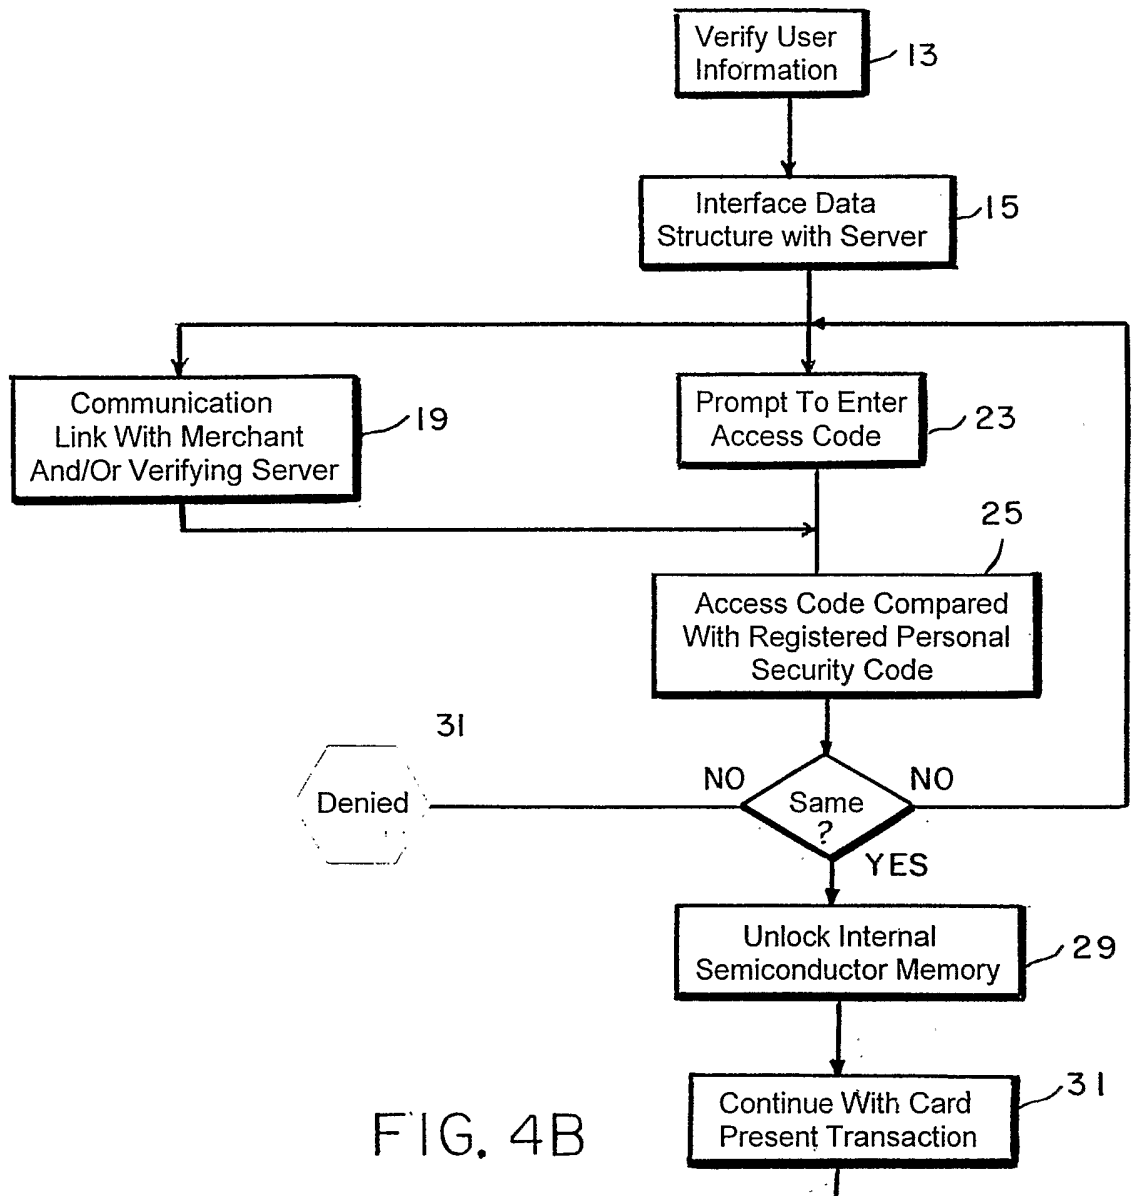 Verify User
Information
13
Interface Data
Structure with Server
15
Communication
Link With Merchant
And/Or Verifying Server
19
Prompt To Enter
Access Code
23
25
Access Code Compared
With Registered Personal
Security Code
31
Denied
NO
Same
?
NO
YES
Unlock Internal
Semiconductor Memory
29
Continue With Card
Present Transaction
31
FIG. 4B